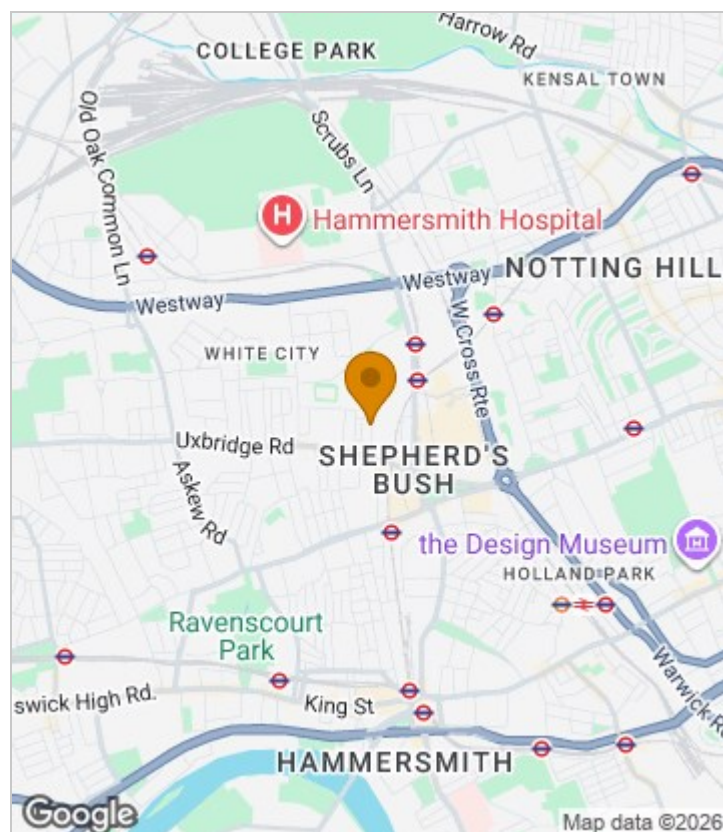 Harrow Rd
COLLEGE PARK
KENSAL TOWN
Old Oak Common Ln
Scrubs Ln
H
Hammersmith Hospital
Westway
NOTTING HILL
Westway
W Cross Rte
WHITE CITY
Uxbridge Rd
SHEPHERD'S
BUSH
Askew Rd
the Design Museum
HOLLAND PARK
Ravenscourt
Park
swick High Rd.
King St
Warwick Rd
HAMMERSMITH
Google
Map data ©2026